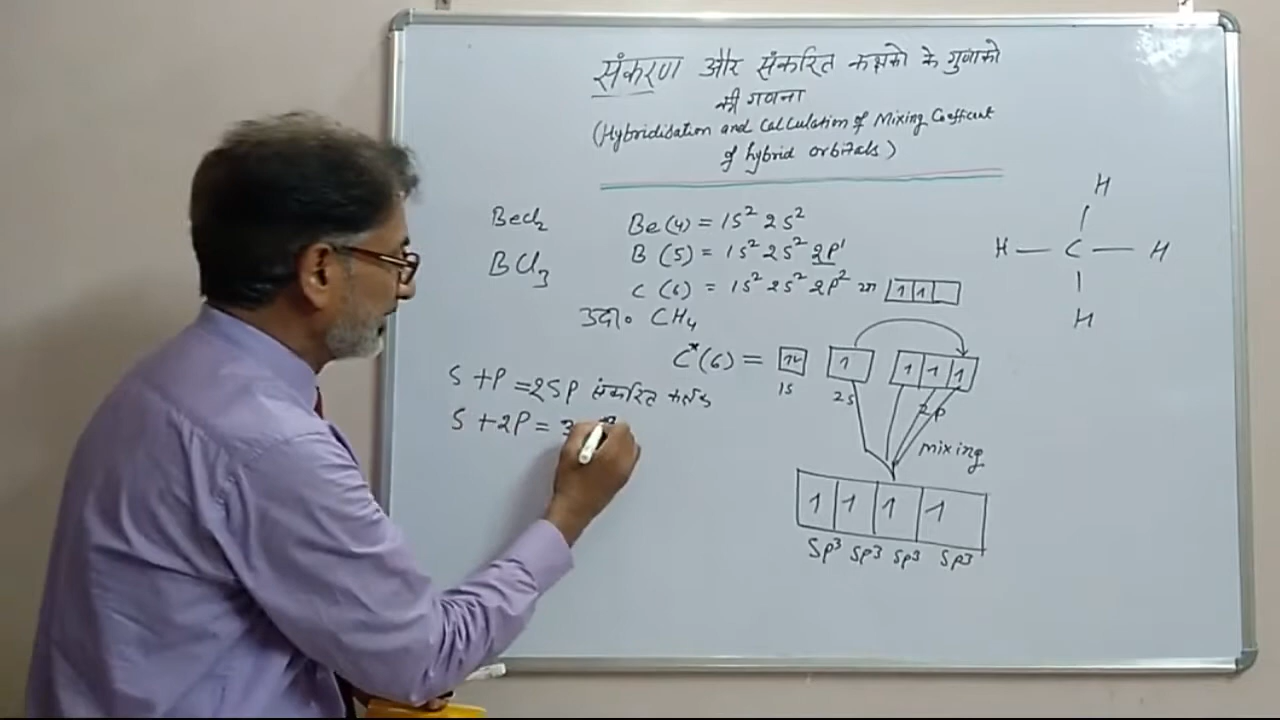 संकरण और संकरित कक्षको के गुणाको
की गणना
(Hybridisation and Calculation of Mixing Coefficient
of hybrid orbitals)
Becl₂
Be(4) = 1s² 2s²
BCl₃
B (5) = 1s² 2s² 2p¹
C (6) = 1s² 2s² 2p² या 1 1
उदा० CH₄
H
H — C — H
H
C*(6) = 1L 1 1 1 1
1s 2s 2p
S + P = 2SP संकरित कक्षक
S + 2P = 3
mixing
1 1 1 1
Sp³ Sp³ Sp³ Sp³